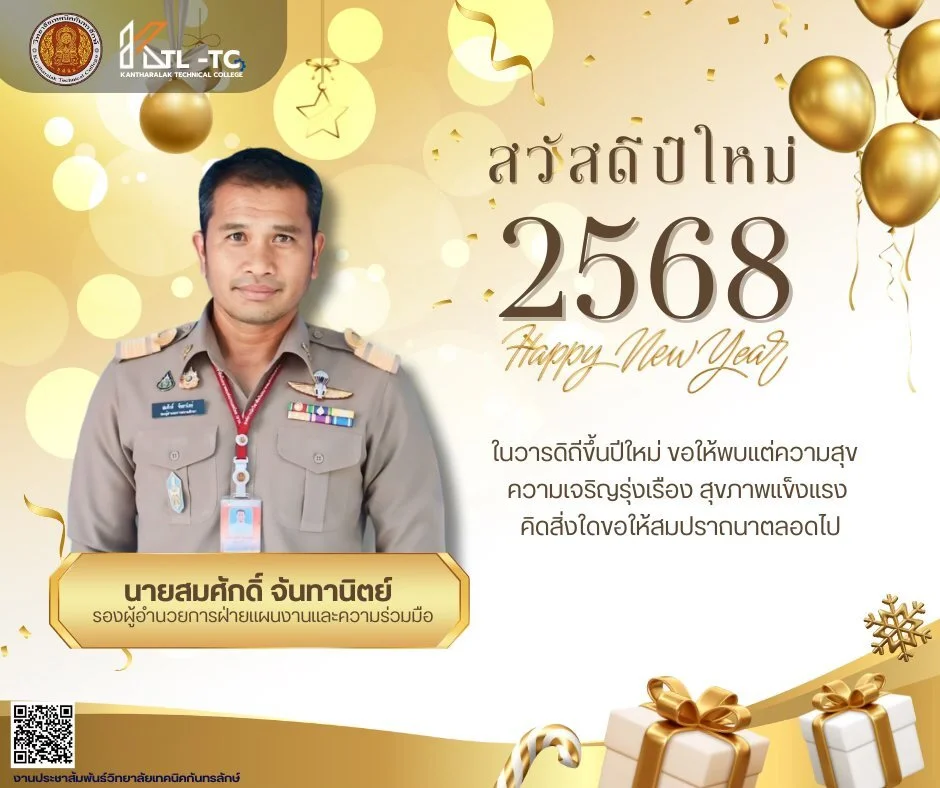 KTL-TC
KANTHARALAK TECHNICAL COLLEGE
สวัสดีปีใหม่
2568
Happy New Year
ในวารดิถีขึ้นปีใหม่ ขอให้พบแต่ความสุข
ความเจริญรุ่งเรือง สุขภาพแข็งแรง
คิดสิ่งใดขอให้สมปราถนาตลอดไป
นายสมศักดิ์ จันทานิตย์
รองผู้อำนวยการฝ่ายแผนงานและความร่วมมือ
งานประชาสัมพันธ์วิทยาลัยเทคนิคกันทรลักษ์